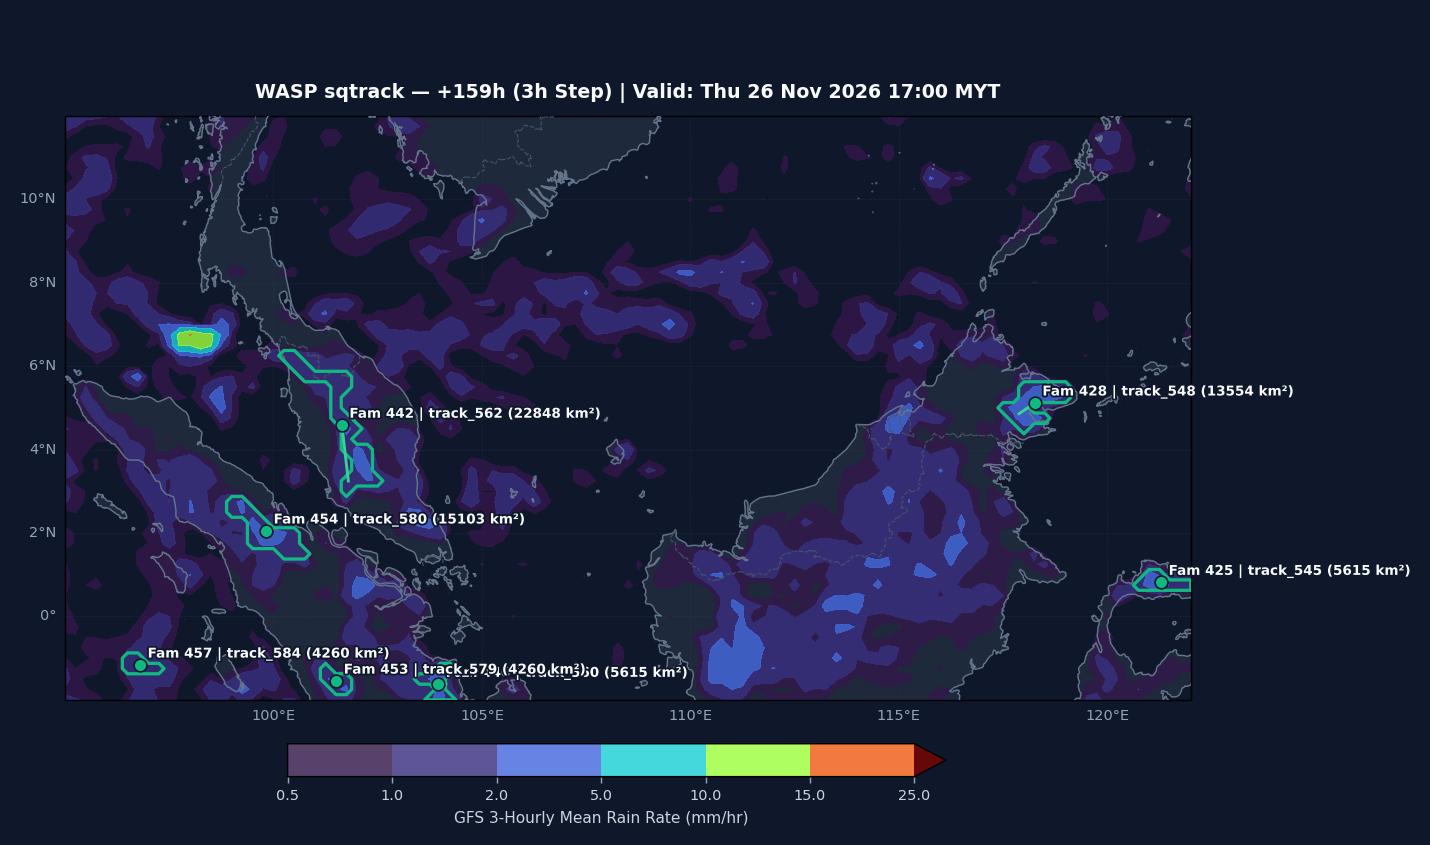 WASP sqtrack — +159h (3h Step) | Valid: Thu 26 Nov 2026 17:00 MYT
10°N
8°N
6°N
4°N
2°N
0°
Fam 428 | track_548 (13554 km²)
Fam 442 | track_562 (22848 km²)
Fam 454 | track_580 (15103 km²)
Fam 425 | track_545 (5615 km²)
Fam 457 | track_584 (4260 km²)
Fam 453 | track_579 (4260 km²)
(5615 km²)
100°E
105°E
110°E
115°E
120°E
0.5
1.0
2.0
5.0
10.0
15.0
25.0
GFS 3-Hourly Mean Rain Rate (mm/hr)